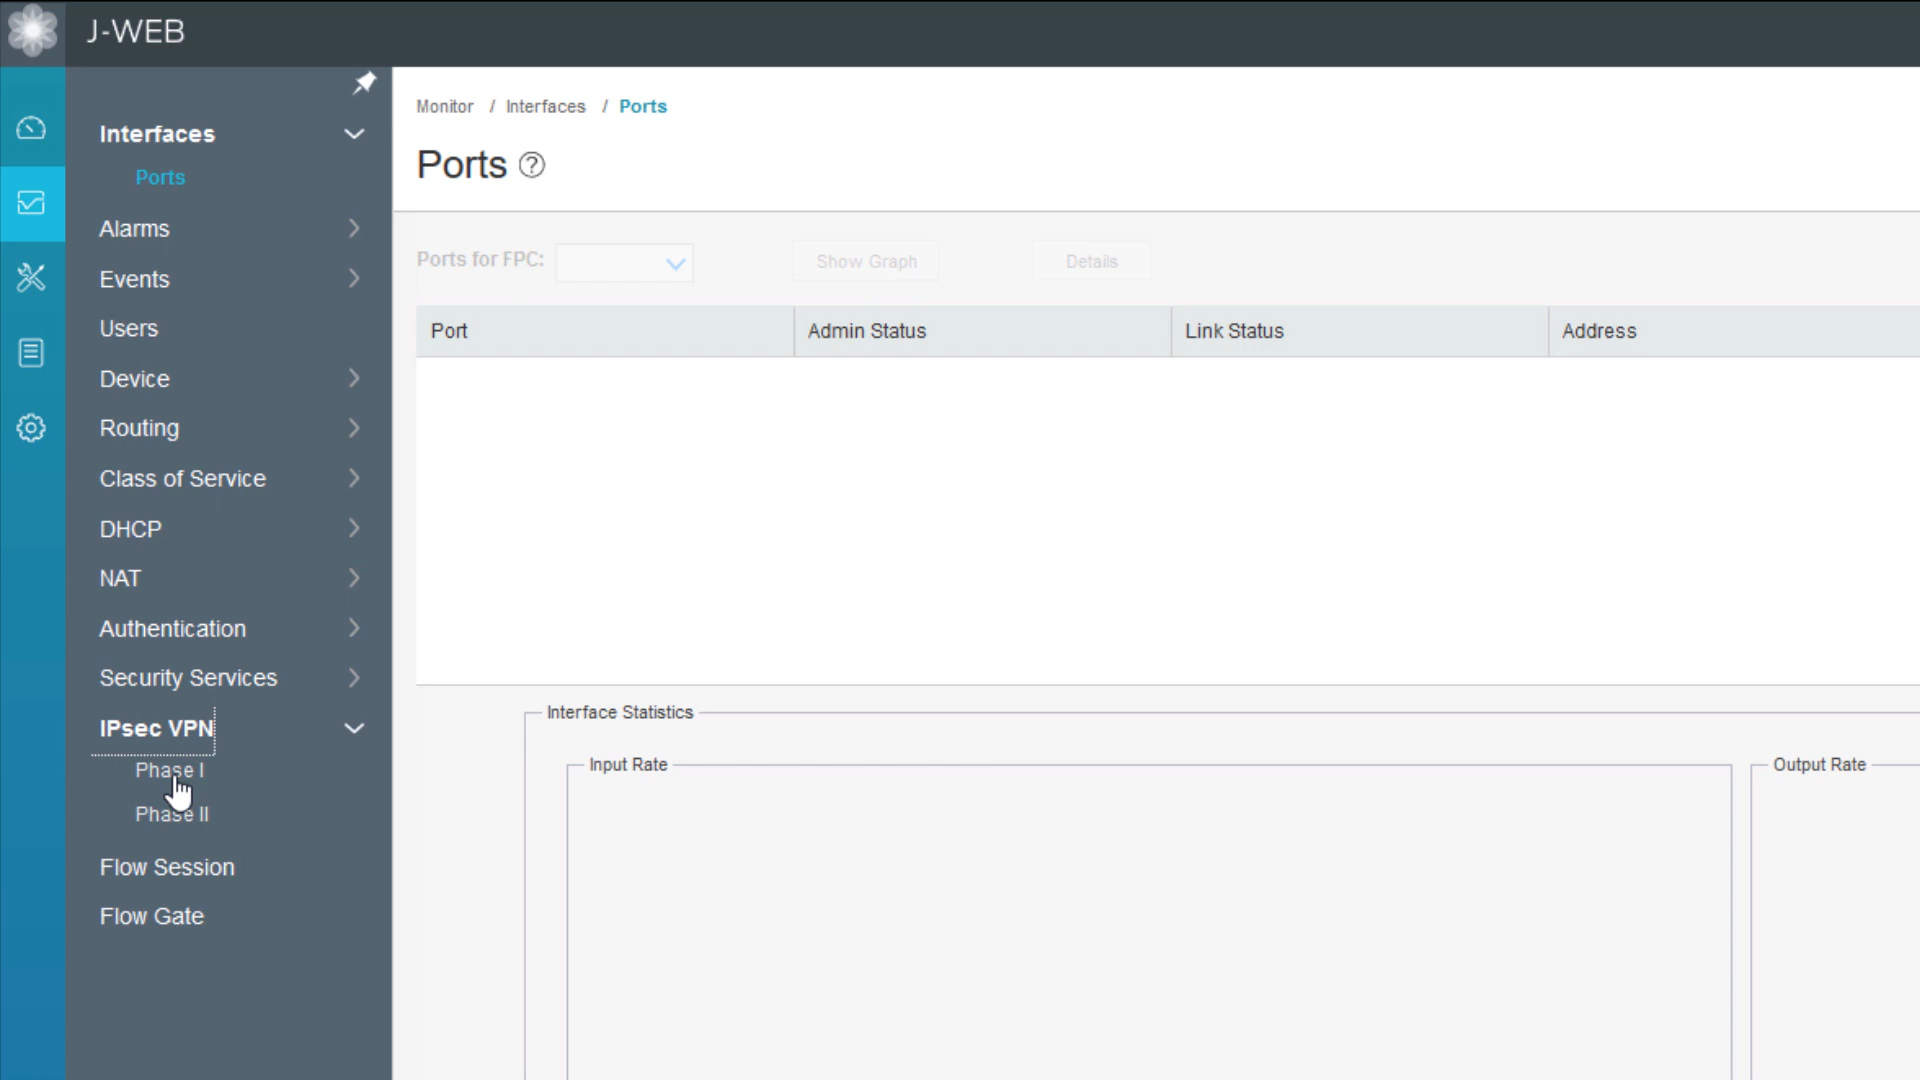 J-WEB
Interfaces
Ports
Alarms
Events
Users
Device
Routing
Class of Service
DHCP
NAT
Authentication
Security Services
IPsec VPN
Phase I
Phase II
Flow Session
Flow Gate
Monitor / Interfaces / Ports
Ports ?
Ports for FPC: Show Graph Details
Port Admin Status Link Status Address
Interface Statistics
Input Rate Output Rate